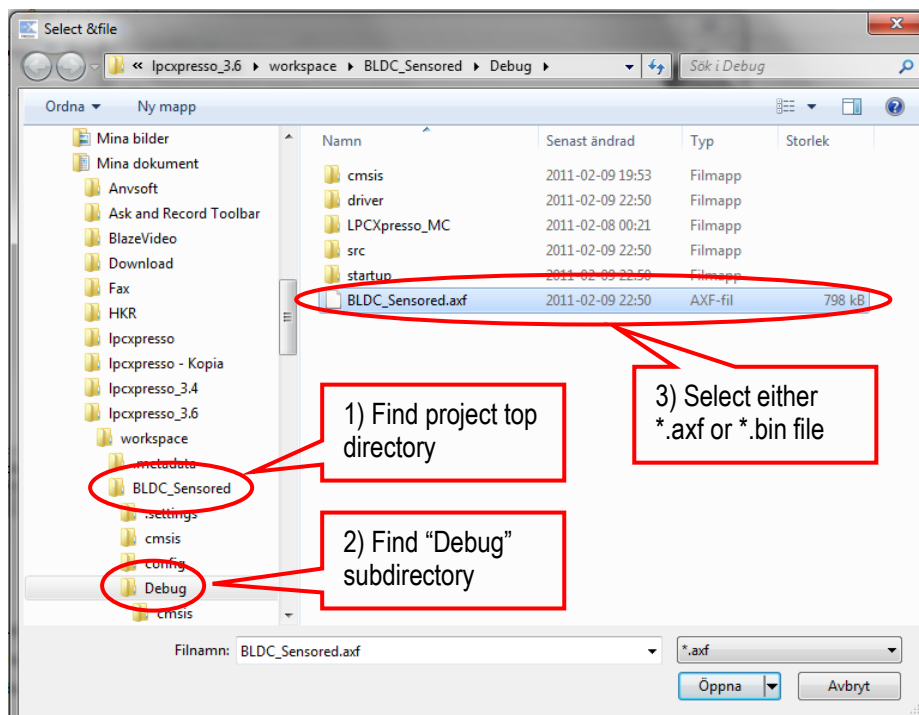 Select &file
« lpcxpresso_3.6 ▸ workspace ▸ BLDC_Sensored ▸ Debug ▸
Sök i Debug
Ordna ▾ Ny mapp
Mina bilder
Mina dokument
Anvsoft
Ask and Record Toolbar
BlazeVideo
Download
Fax
HKR
lpcxpresso
lpcxpresso - Kopia
lpcxpresso_3.4
lpcxpresso_3.6
workspace
.metadata
BLDC_Sensored
.settings
cmsis
config
Debug
cmsis
Namn Senast ändrad Typ Storlek
cmsis 2011-02-09 19:53 Filmapp
driver 2011-02-09 22:50 Filmapp
LPCXpresso_MC 2011-02-08 00:21 Filmapp
src 2011-02-09 22:50 Filmapp
startup 2011-02-09 22:50 Filmapp
BLDC_Sensored.axf 2011-02-09 22:50 AXF-fil 798 kB
1) Find project top
directory
2) Find “Debug”
subdirectory
3) Select either
*.axf or *.bin file
Filnamn: BLDC_Sensored.axf
*.axf
Öppna
Avbryt